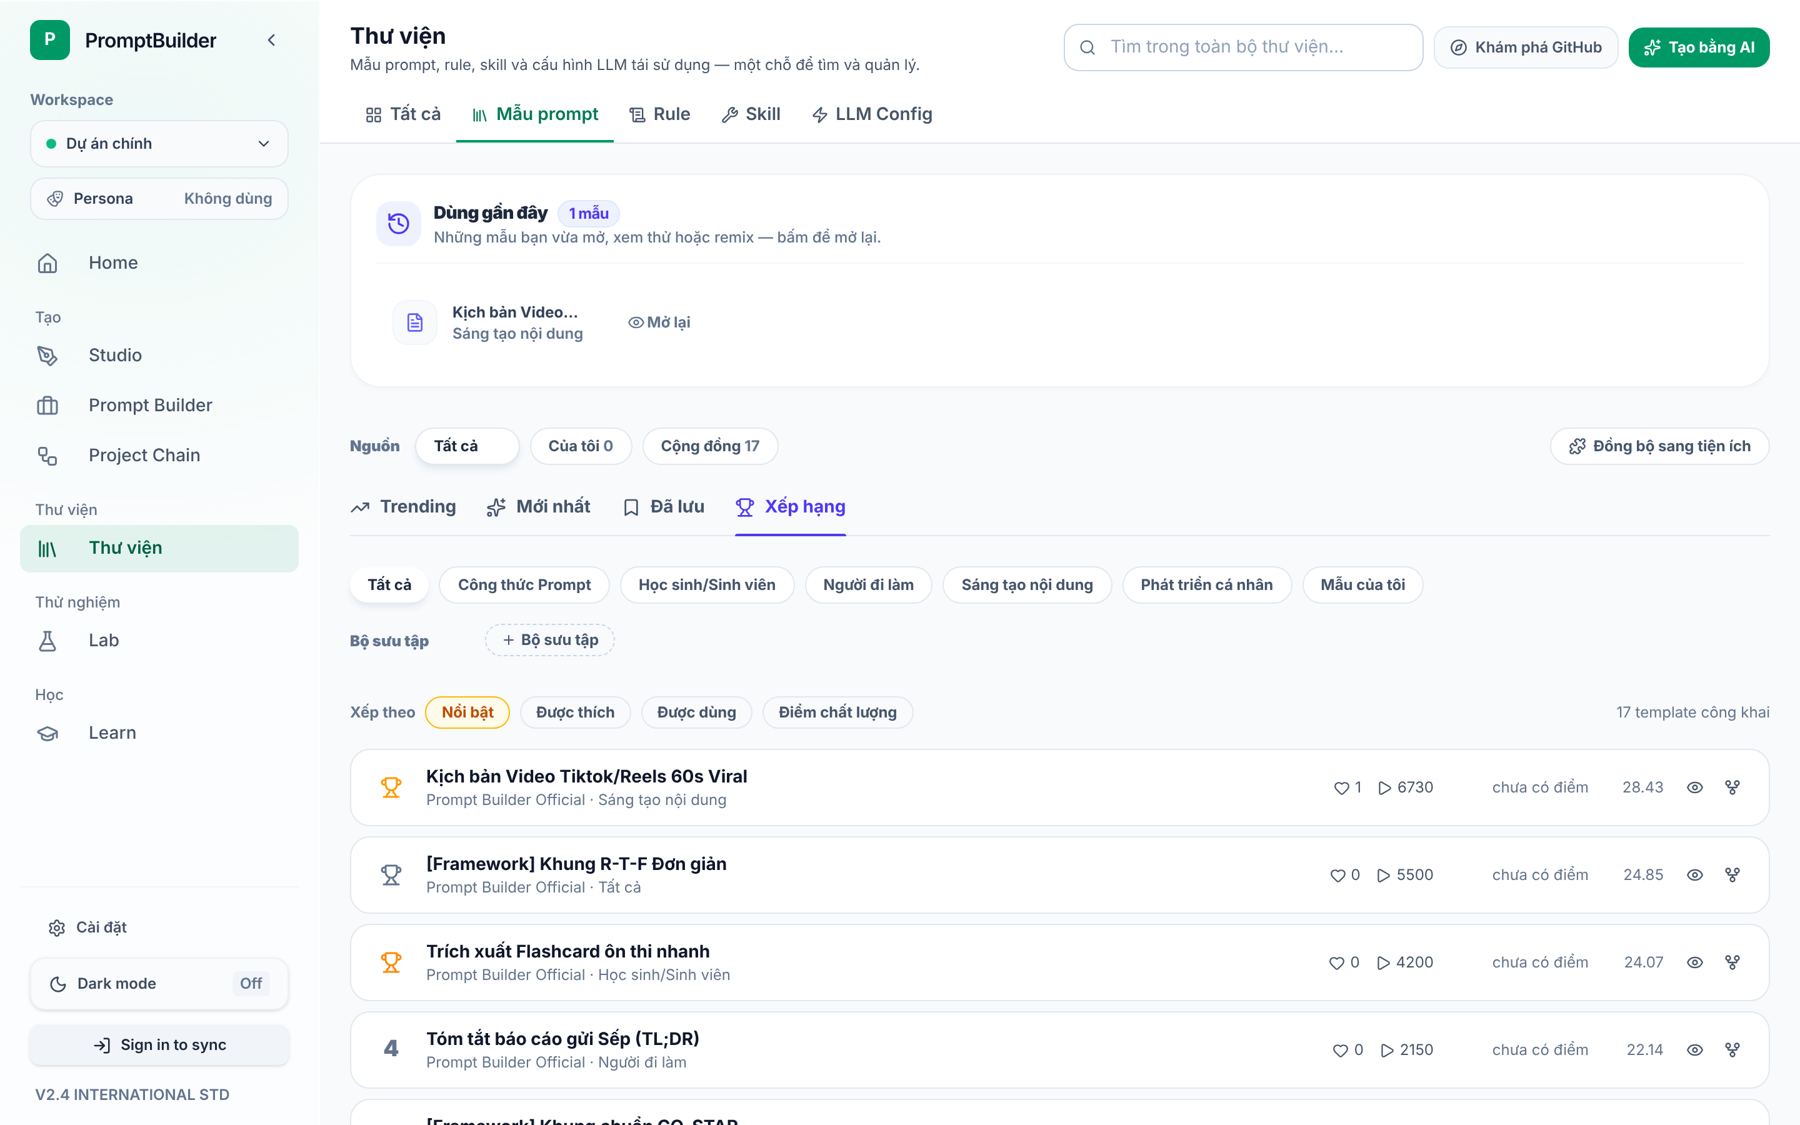 P
PromptBuilder
Workspace
Dự án chính
Persona
Không dùng
Home
Tạo
Studio
Prompt Builder
Project Chain
Thư viện
Thư viện
Thử nghiệm
Lab
Học
Learn
Cài đặt
Dark mode
Off
Sign in to sync
V2.4 INTERNATIONAL STD
Thư viện
Mẫu prompt, rule, skill và cấu hình LLM tái sử dụng — một chỗ để tìm và quản lý.
Tìm trong toàn bộ thư viện...
Khám phá GitHub
Tạo bằng AI
Tất cả
Mẫu prompt
Rule
Skill
LLM Config
Dùng gần đây
1 mẫu
Những mẫu bạn vừa mở, xem thử hoặc remix — bấm để mở lại.
Kịch bản Video...
Sáng tạo nội dung
Mở lại
Nguồn
Tất cả
Của tôi 0
Cộng đồng 17
Đồng bộ sang tiện ích
Trending
Mới nhất
Đã lưu
Xếp hạng
Tất cả
Công thức Prompt
Học sinh/Sinh viên
Người đi làm
Sáng tạo nội dung
Phát triển cá nhân
Mẫu của tôi
Bộ sưu tập
+ Bộ sưu tập
Xếp theo
Nổi bật
Được thích
Được dùng
Điểm chất lượng
17 template công khai
Kịch bản Video Tiktok/Reels 60s Viral
Prompt Builder Official · Sáng tạo nội dung
1
6730
chưa có điểm
28.43
[Framework] Khung R-T-F Đơn giản
Prompt Builder Official · Tất cả
0
5500
chưa có điểm
24.85
Trích xuất Flashcard ôn thi nhanh
Prompt Builder Official · Học sinh/Sinh viên
0
4200
chưa có điểm
24.07
4
Tóm tắt báo cáo gửi Sếp (TL;DR)
Prompt Builder Official · Người đi làm
0
2150
chưa có điểm
22.14
[Framework] Khung chuẩn CO-STAR